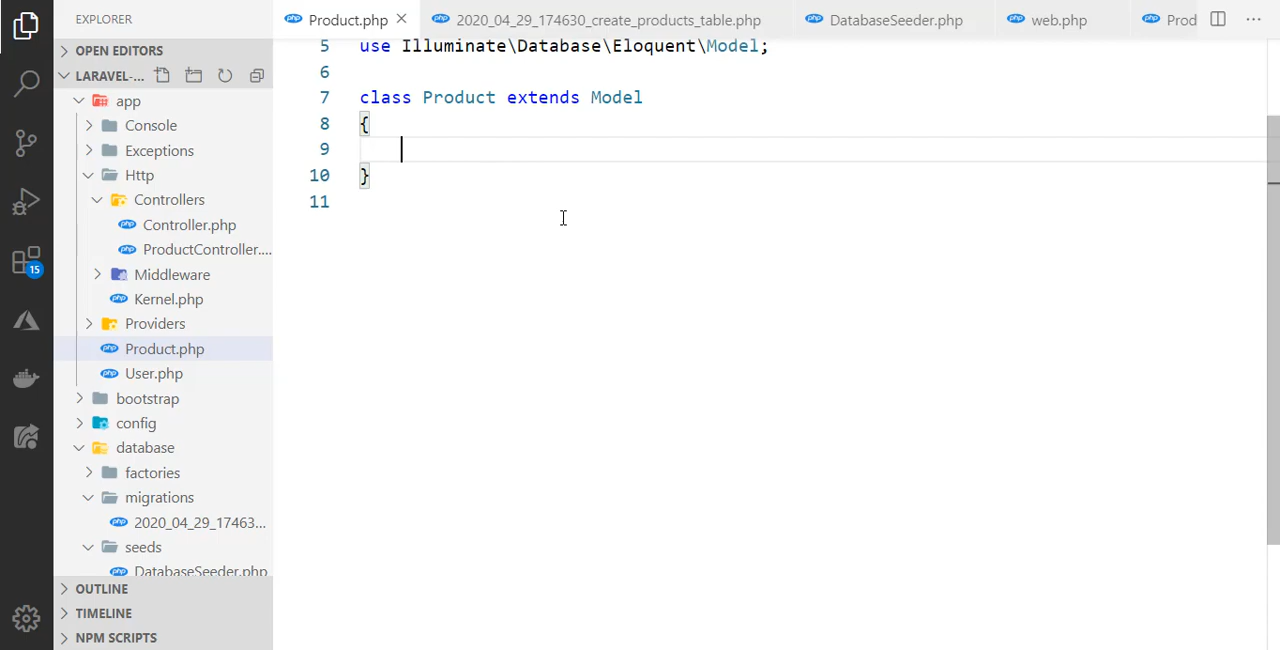 EXPLORER
Product.php
2020_04_29_174630_create_products_table.php
DatabaseSeeder.php
web.php
Prod
OPEN EDITORS
LARAVEL-...
app
Console
Exceptions
Http
Controllers
Controller.php
ProductController....
Middleware
Kernel.php
Providers
Product.php
User.php
bootstrap
config
database
factories
migrations
2020_04_29_17463...
seeds
DatabaseSeeder.php
OUTLINE
TIMELINE
NPM SCRIPTS
15
5 use Illuminate\Database\Eloquent\Model;
6
7 class Product extends Model
8 {
9
10 }
11